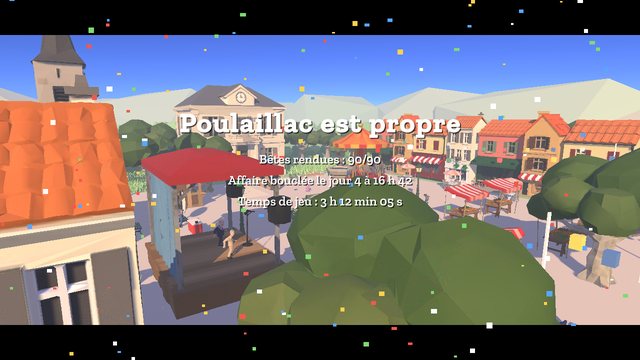 Poulaillac est propre
Bêtes rendues : 90/90
Affaire bouclée le jour 4 à 16 h 42
Temps de jeu : 3 h 12 min 05 s